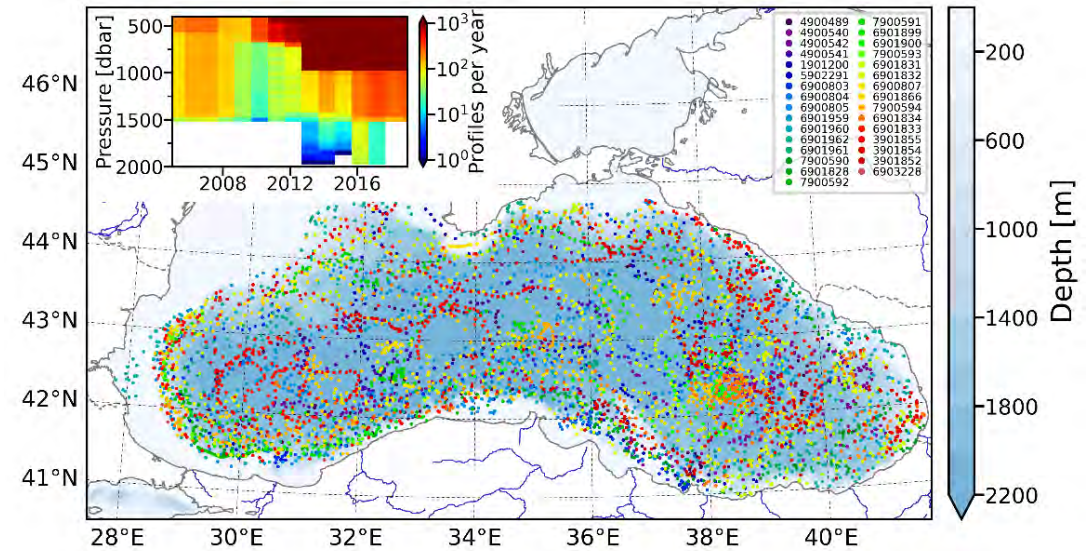 500
1000
1500
2000
Pressure [dbar]
2008
2012
2016
10³
10²
10¹
10⁰
Profiles per year
4900489 7900591
4900540 6901899
4900542 6901900
4900541 7900593
1901200 6901831
5902291 6901832
6900803 6900807
6900804 6901866
6900805 7900594
6901959 6901834
6901960 6901833
6901962 3901855
6901961 3901854
7900590 3901852
6901828 6903228
7900592
46°N
45°N
44°N
43°N
42°N
41°N
28°E
30°E
32°E
34°E
36°E
38°E
40°E
200
600
1000
1400
1800
2200
Depth [m]